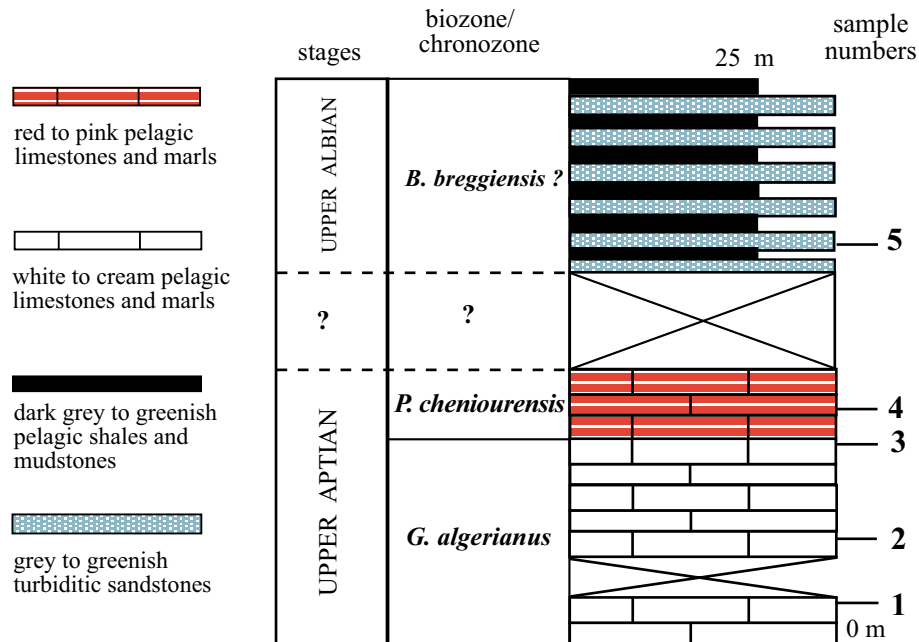 biozone/
chronozone
stages
sample
numbers
25 m
red to pink pelagic
limestones and marls
white to cream pelagic
limestones and marls
dark grey to greenish
pelagic shales and
mudstones
grey to greenish
turbiditic sandstones
UPPER ALBIAN
B. breggiensis ?
5
?
?
UPPER APTIAN
P. cheniourensis
4
3
G. algerianus
2
1
0 m